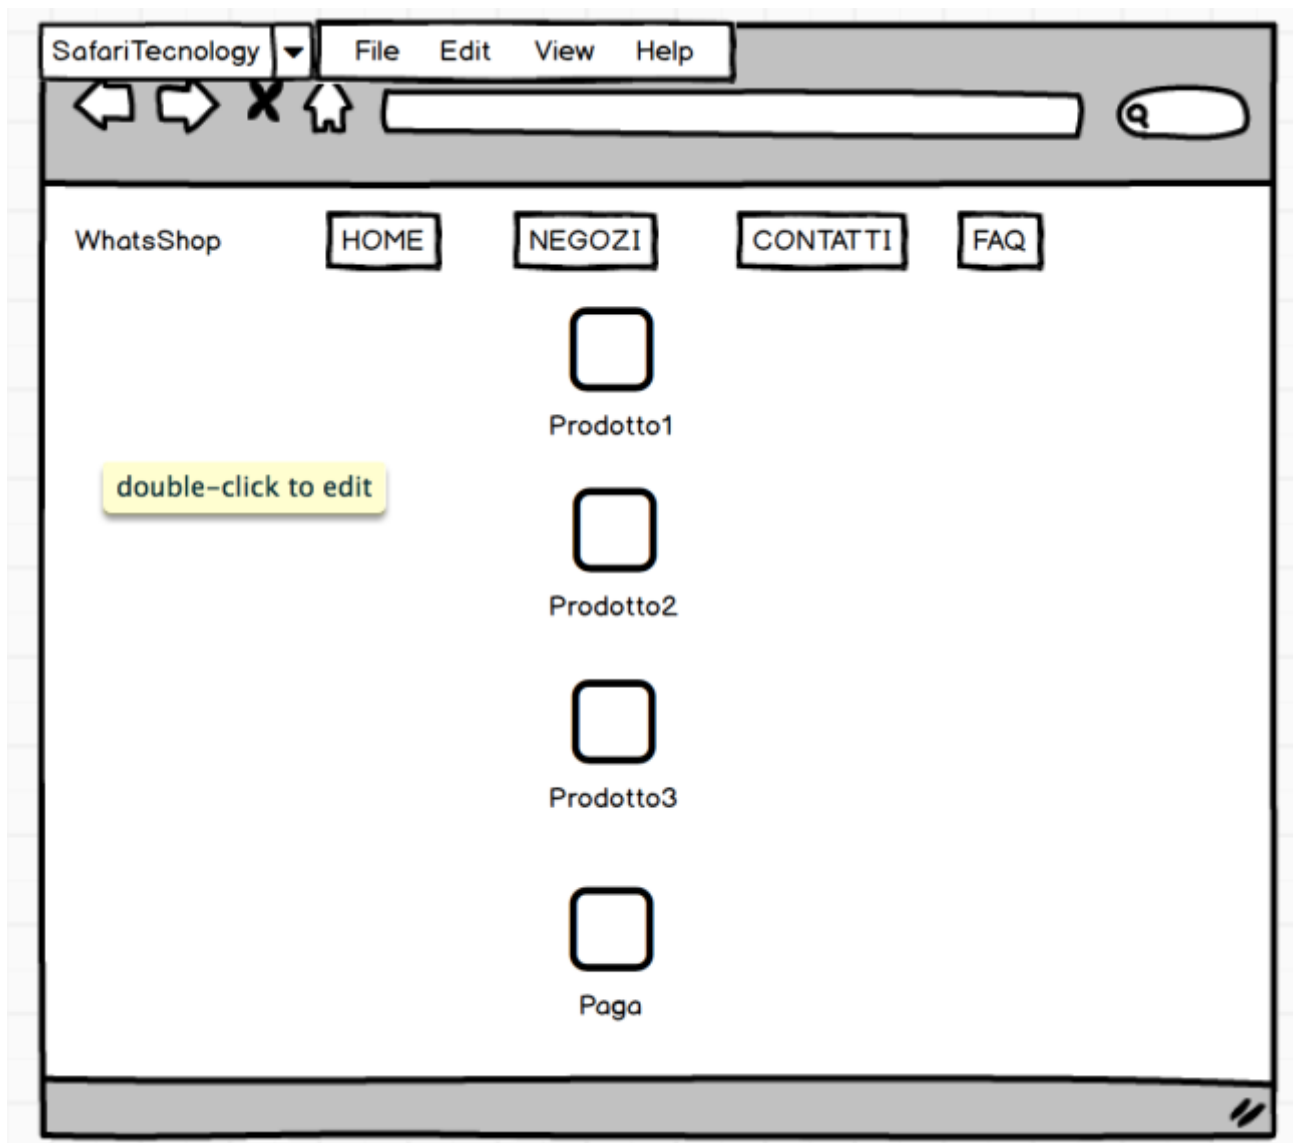 SafariTecnology File Edit View Help
WhatsShop HOME NEGOZI CONTATTI FAQ
Prodotto1
double-click to edit
Prodotto2
Prodotto3
Paga